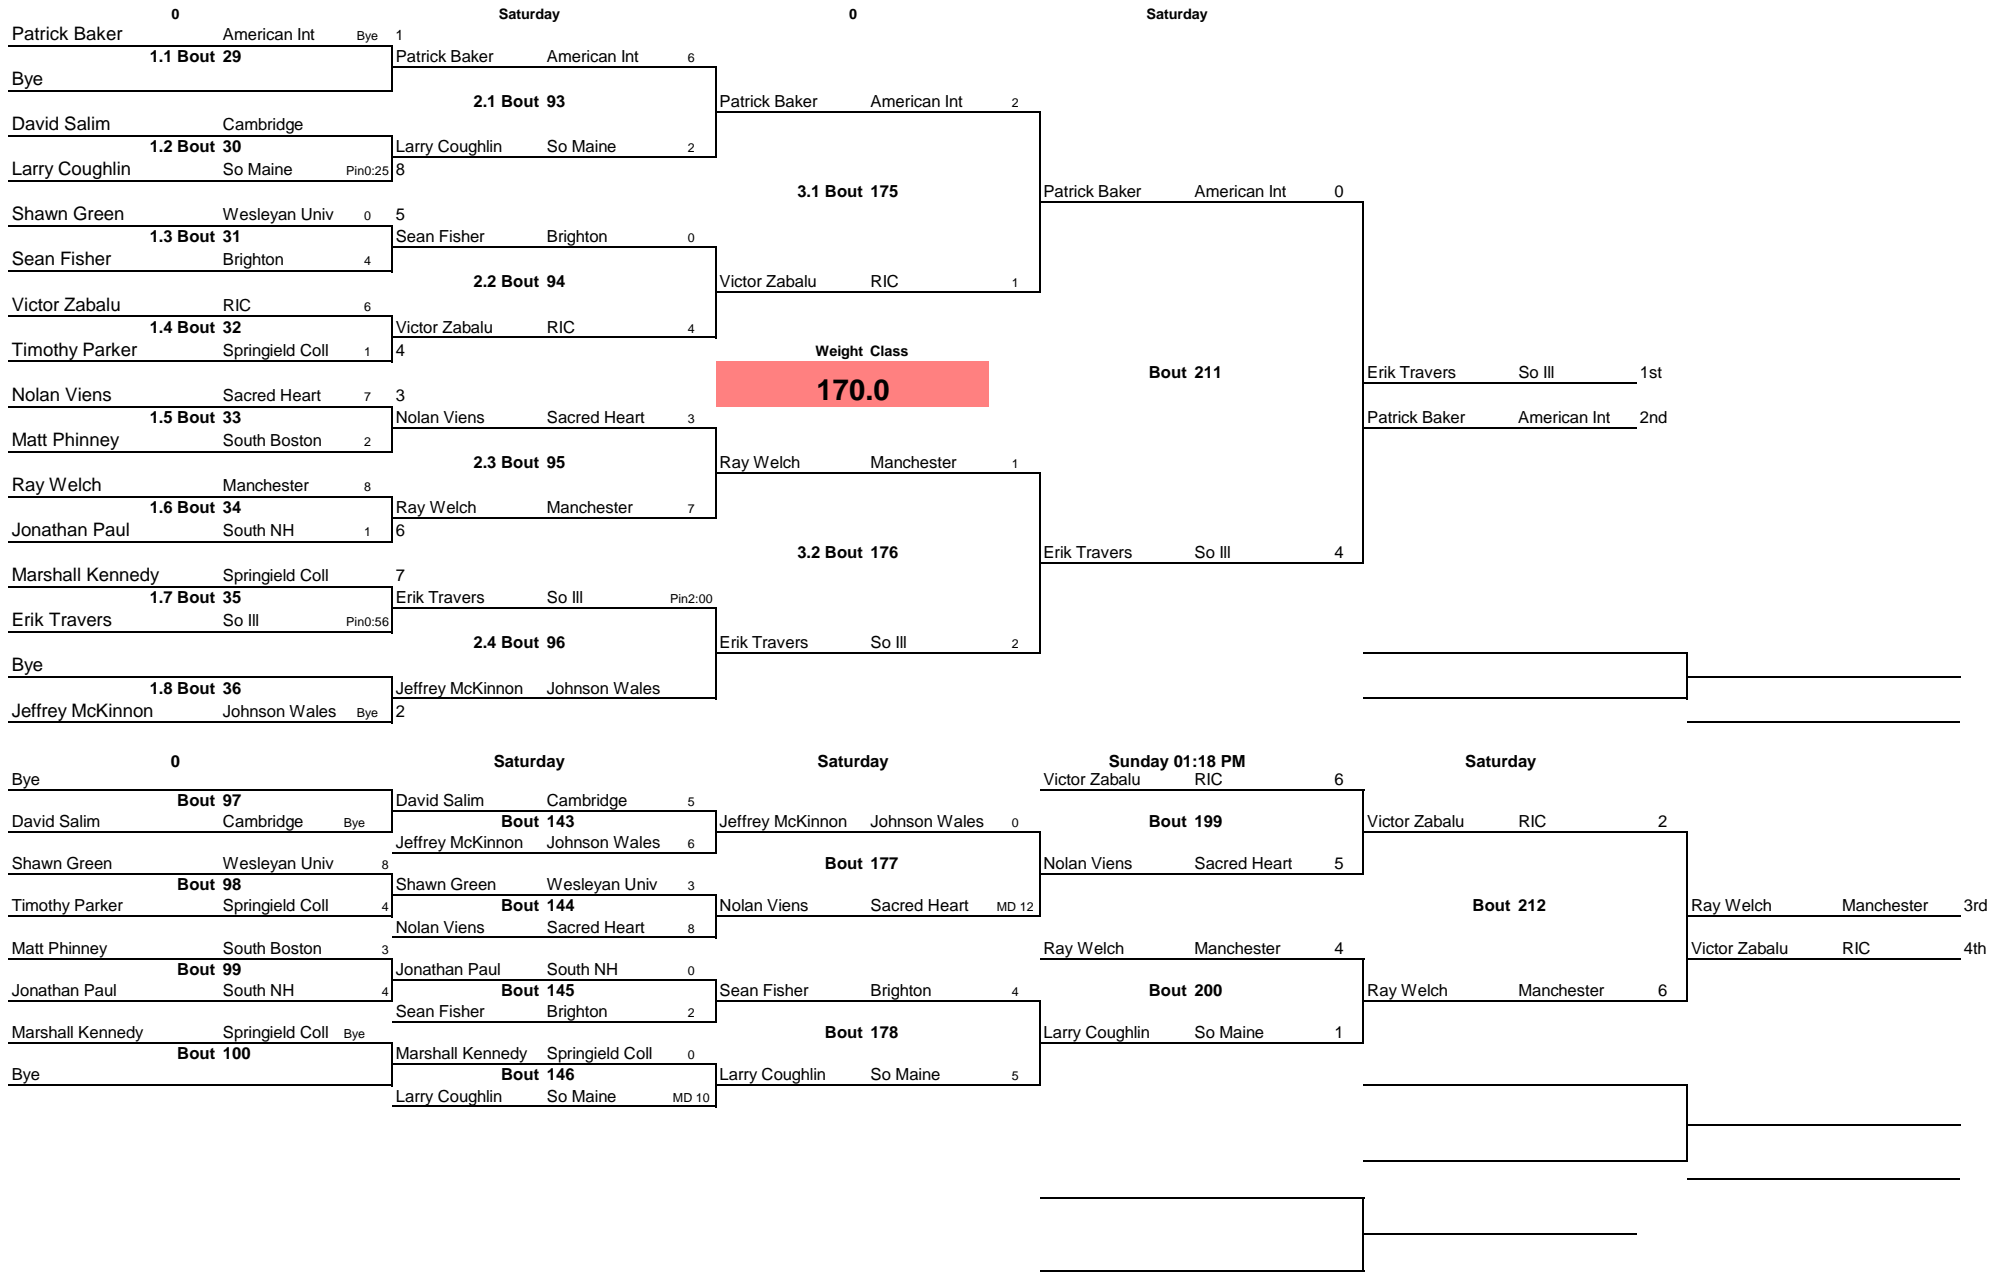 0 Saturday 0 Saturday
Patrick Baker American Int Bye 1
1.1 Bout 29 Patrick Baker American Int 6
Bye
2.1 Bout 93 Patrick Baker American Int 2
David Salim Cambridge
1.2 Bout 30 Larry Coughlin So Maine 2
Larry Coughlin So Maine Pin0:25 8
3.1 Bout 175 Patrick Baker American Int 0
Shawn Green Wesleyan Univ 0 5
1.3 Bout 31 Sean Fisher Brighton 0
Sean Fisher Brighton 4
2.2 Bout 94 Victor Zabalu RIC 1
Victor Zabalu RIC 6
1.4 Bout 32 Victor Zabalu RIC 4
Timothy Parker Springield Coll 1 4 Weight Class
Bout 211 Erik Travers So Ill 1st
Nolan Viens Sacred Heart 7 3 170.0
1.5 Bout 33 Nolan Viens Sacred Heart 3 Patrick Baker American Int 2nd
Matt Phinney South Boston 2
2.3 Bout 95 Ray Welch Manchester 1
Ray Welch Manchester 8
1.6 Bout 34 Ray Welch Manchester 7
Jonathan Paul South NH 1 6
3.2 Bout 176 Erik Travers So Ill 4
Marshall Kennedy Springield Coll 7
1.7 Bout 35 Erik Travers So Ill Pin2:00
Erik Travers So Ill Pin0:56
2.4 Bout 96 Erik Travers So Ill 2
Bye
1.8 Bout 36 Jeffrey McKinnon Johnson Wales
Jeffrey McKinnon Johnson Wales Bye 2
0 Saturday Saturday Sunday 01:18 PM Saturday
Bye Victor Zabalu RIC 6
Bout 97 David Salim Cambridge 5
David Salim Cambridge Bye Bout 143 Jeffrey McKinnon Johnson Wales 0 Bout 199 Victor Zabalu RIC 2
Jeffrey McKinnon Johnson Wales 6
Shawn Green Wesleyan Univ 8 Bout 177 Nolan Viens Sacred Heart 5
Bout 98 Shawn Green Wesleyan Univ 3
Timothy Parker Springield Coll 4 Bout 144 Nolan Viens Sacred Heart MD 12 Bout 212 Ray Welch Manchester 3rd
Nolan Viens Sacred Heart 8
Matt Phinney South Boston 3 Ray Welch Manchester 4 Victor Zabalu RIC 4th
Bout 99 Jonathan Paul South NH 0
Jonathan Paul South NH 4 Bout 145 Sean Fisher Brighton 4 Bout 200 Ray Welch Manchester 6
Sean Fisher Brighton 2
Marshall Kennedy Springield Coll Bye Bout 178 Larry Coughlin So Maine 1
Bout 100 Marshall Kennedy Springield Coll 0
Bye Bout 146 Larry Coughlin So Maine 5
Larry Coughlin So Maine MD 10